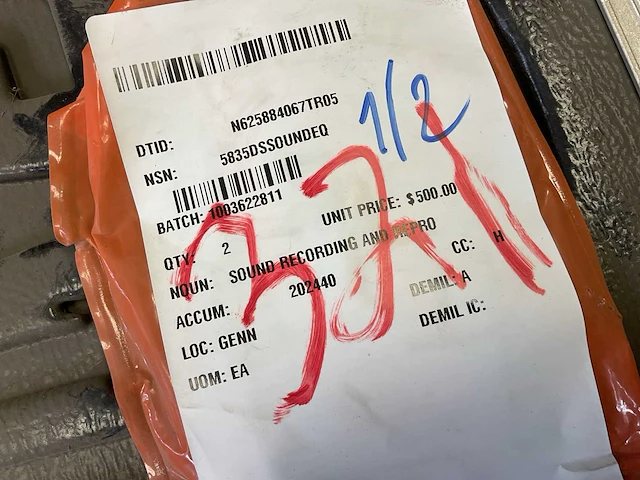 DTID: N625884067TR05
NSN: 5835DSSOUNDEQ
1/2
BATCH: 1003622811
UNIT PRICE: $500.00
QTY: 2
NOUN: SOUND RECORDING AND REPRO
CC: H
ACCUM: 202440
DEMIL: A
LOC: GENN
DEMIL IC:
UOM: EA
321